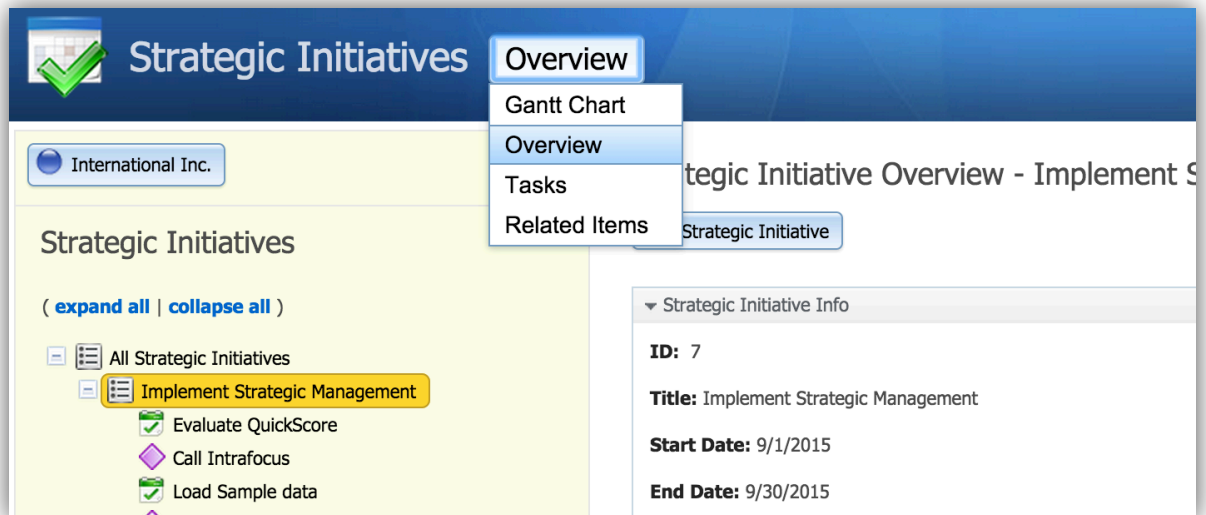 Strategic Initiatives Overview
Gantt Chart
Overview
Tasks
Related Items
International Inc.
Strategic Initiatives
( expand all | collapse all )
All Strategic Initiatives
Implement Strategic Management
Evaluate QuickScore
Call Intrafocus
Load Sample data
tegic Initiative Overview - Implement S
Strategic Initiative
Strategic Initiative Info
ID: 7
Title: Implement Strategic Management
Start Date: 9/1/2015
End Date: 9/30/2015